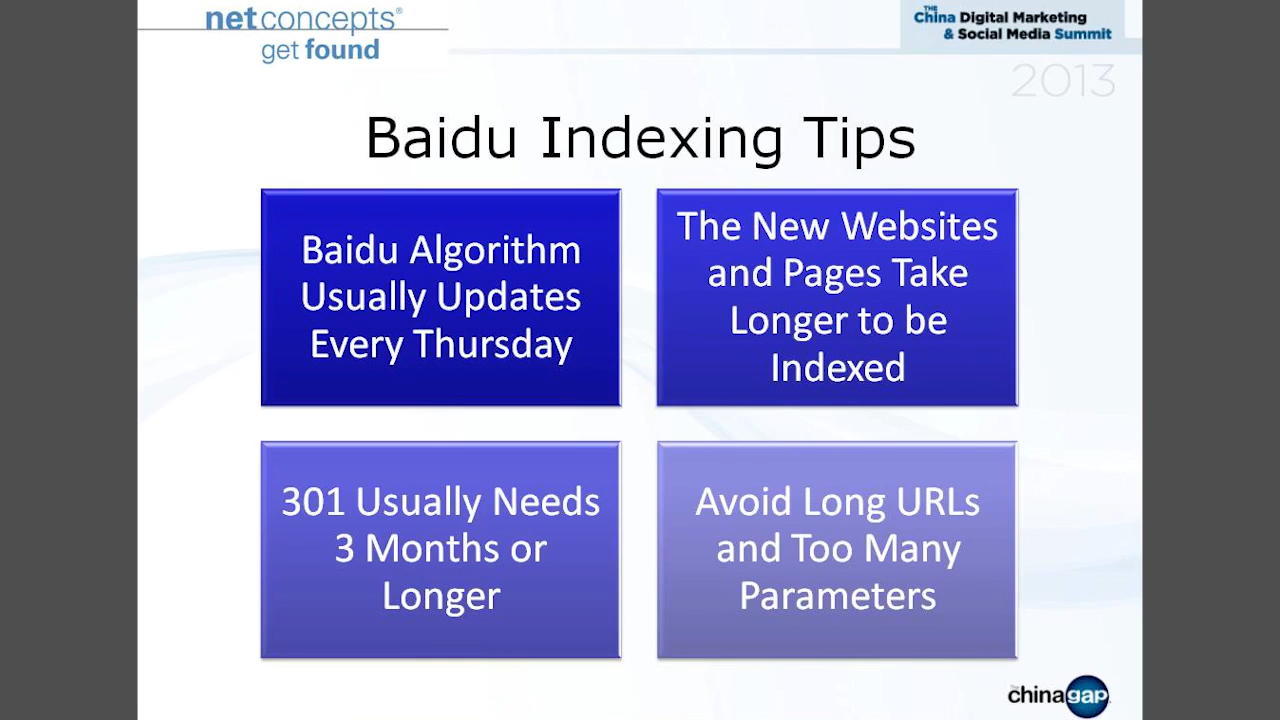 netconcepts®
get found
THE
China Digital Marketing
& Social Media Summit
2013
Baidu Indexing Tips
Baidu Algorithm
Usually Updates
Every Thursday
The New Websites
and Pages Take
Longer to be
Indexed
301 Usually Needs
3 Months or
Longer
Avoid Long URLs
and Too Many
Parameters
The
chinagap